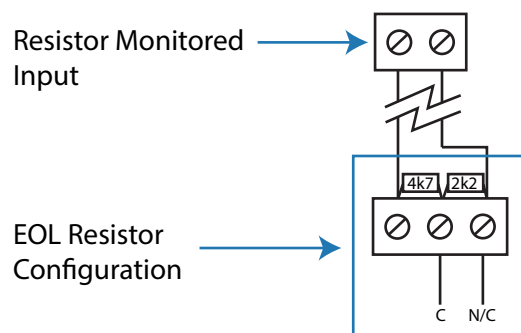 Resistor Monitored
Input
4k7 2k2
EOL Resistor
Configuration
C N/C